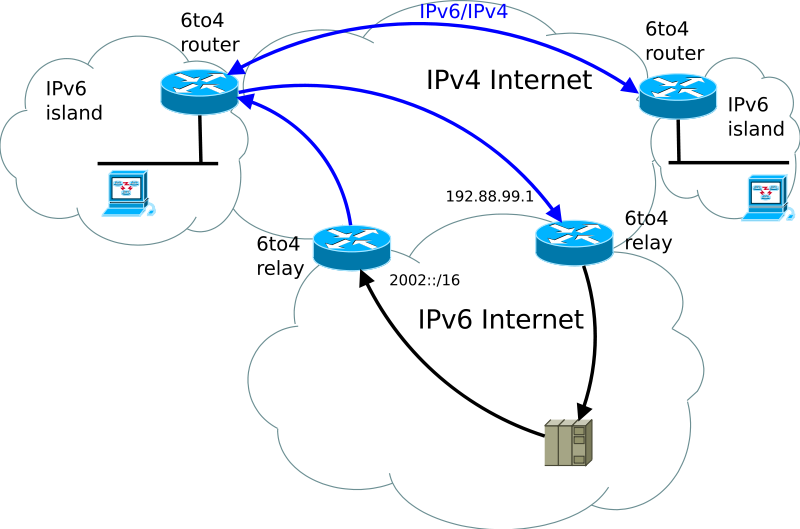 IPv6/IPv4
6to4
router
6to4
router
IPv4 Internet
IPv6
island
IPv6
island
192.88.99.1
6to4
relay
6to4
relay
2002::/16
IPv6 Internet